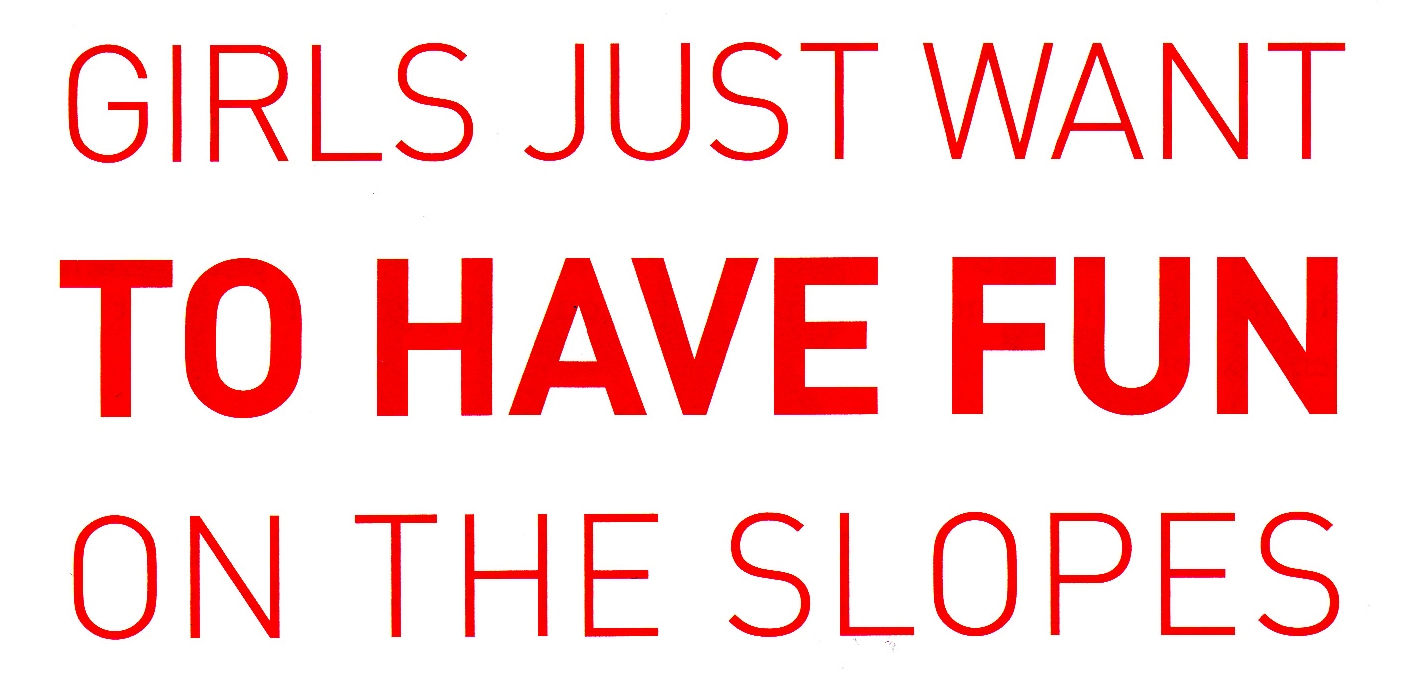 GIRLS JUST WANT
TO HAVE FUN
ON THE SLOPES